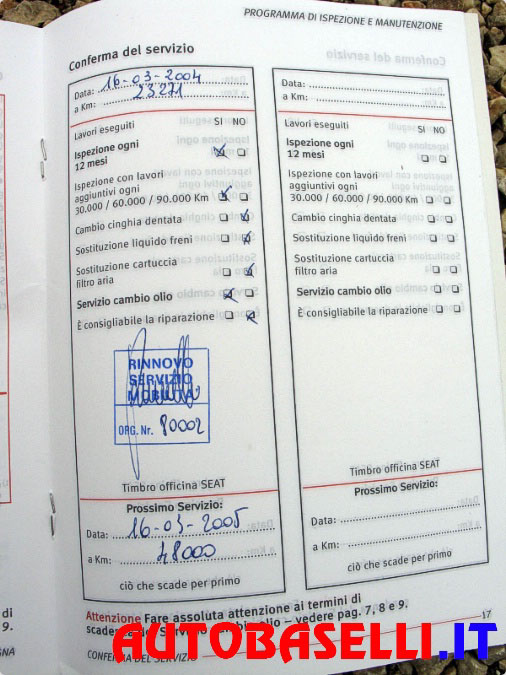 PROGRAMMA DI ISPEZIONE E MANUTENZIONE
Conferma del servizio
Data: 16-03-2004
a Km: 23271
Lavori eseguiti SI NO
Ispezione ogni
12 mesi
Ispezione con lavori
aggiuntivi ogni
30.000 / 60.000 / 90.000 Km
Cambio cinghia dentata
Sostituzione liquido freni
Sostituzione cartuccia
filtro aria
Servizio cambio olio
È consigliabile la riparazione
RINNOVO
SERVIZIO
MOBILITÀ
ORG. Nr. 80002
Timbro officina SEAT
Prossimo Servizio:
Data: 16-03-2005
a Km: 48000
ciò che scade per primo
Data:
a Km:
Lavori eseguiti SI NO
Ispezione ogni
12 mesi
Ispezione con lavori
aggiuntivi ogni
30.000 / 60.000 / 90.000 Km
Cambio cinghia dentata
Sostituzione liquido freni
Sostituzione cartuccia
filtro aria
Servizio cambio olio
È consigliabile la riparazione
Timbro officina SEAT
Prossimo Servizio:
Data:
a Km:
ciò che scade per primo
Attenzione Fare assoluta attenzione ai termini di
olio – vedere pag. 7, 8 e 9.
17
CONFERMA DEL SERVIZIO
di
9.
GNA
AUTOBASELLI.IT